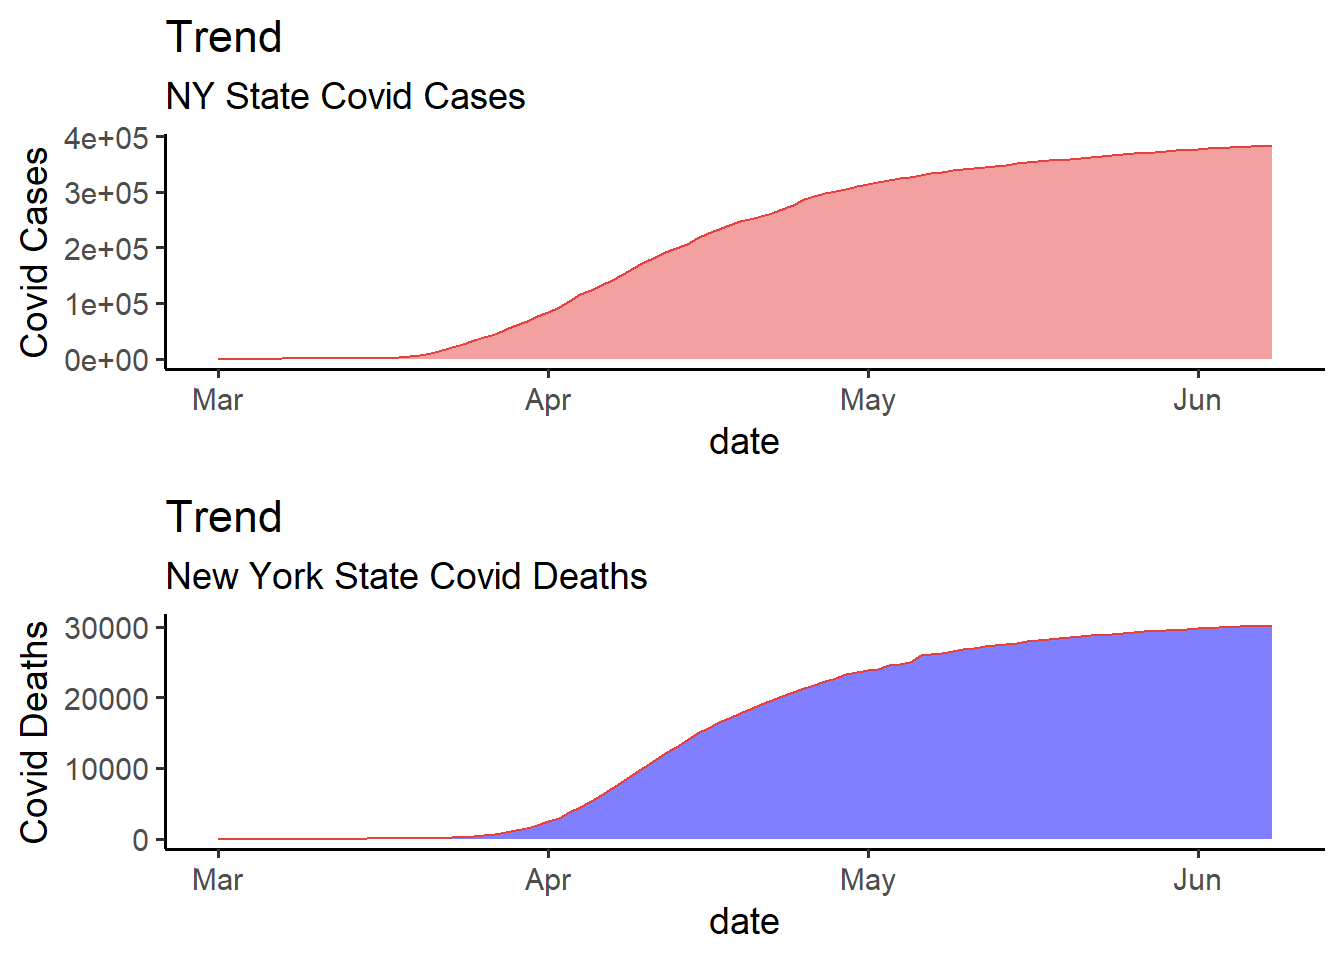 Trend
NY State Covid Cases
Covid Cases
4e+05
3e+05
2e+05
1e+05
0e+00
Mar Apr May Jun
date
Trend
New York State Covid Deaths
Covid Deaths
30000
20000
10000
0
Mar Apr May Jun
date